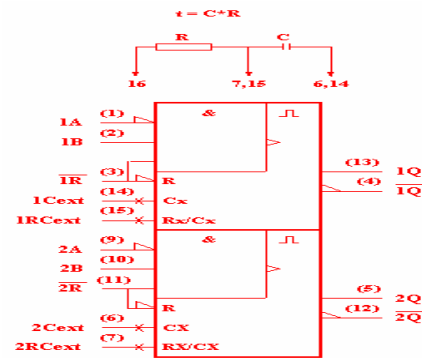 t = C*R
R C
16 7,15 6,14
& ⎍
1A (1)
1B (2)
1R (3) R
1Cext (14) Cx
1RCext (15) Rx/Cx
(13) 1Q
(4) 1Q
& ⎍
2A (9)
2B (10)
2R (11)
R
2Cext (6) CX
2RCext (7) RX/CX
(5) 2Q
(12) 2Q